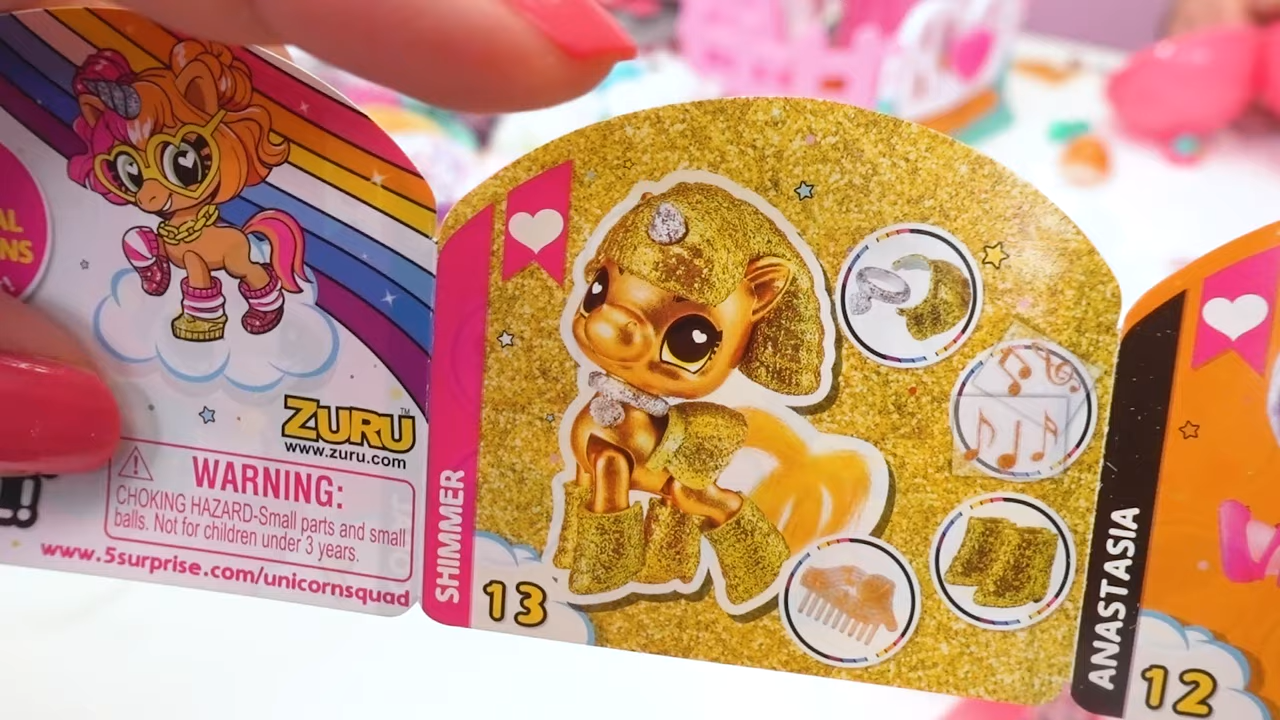 ZURU™
www.zuru.com
WARNING:
CHOKING HAZARD-Small parts and small
balls. Not for children under 3 years.
www.5surprise.com/unicornsquad
SHIMMER
13
ANASTASIA
12